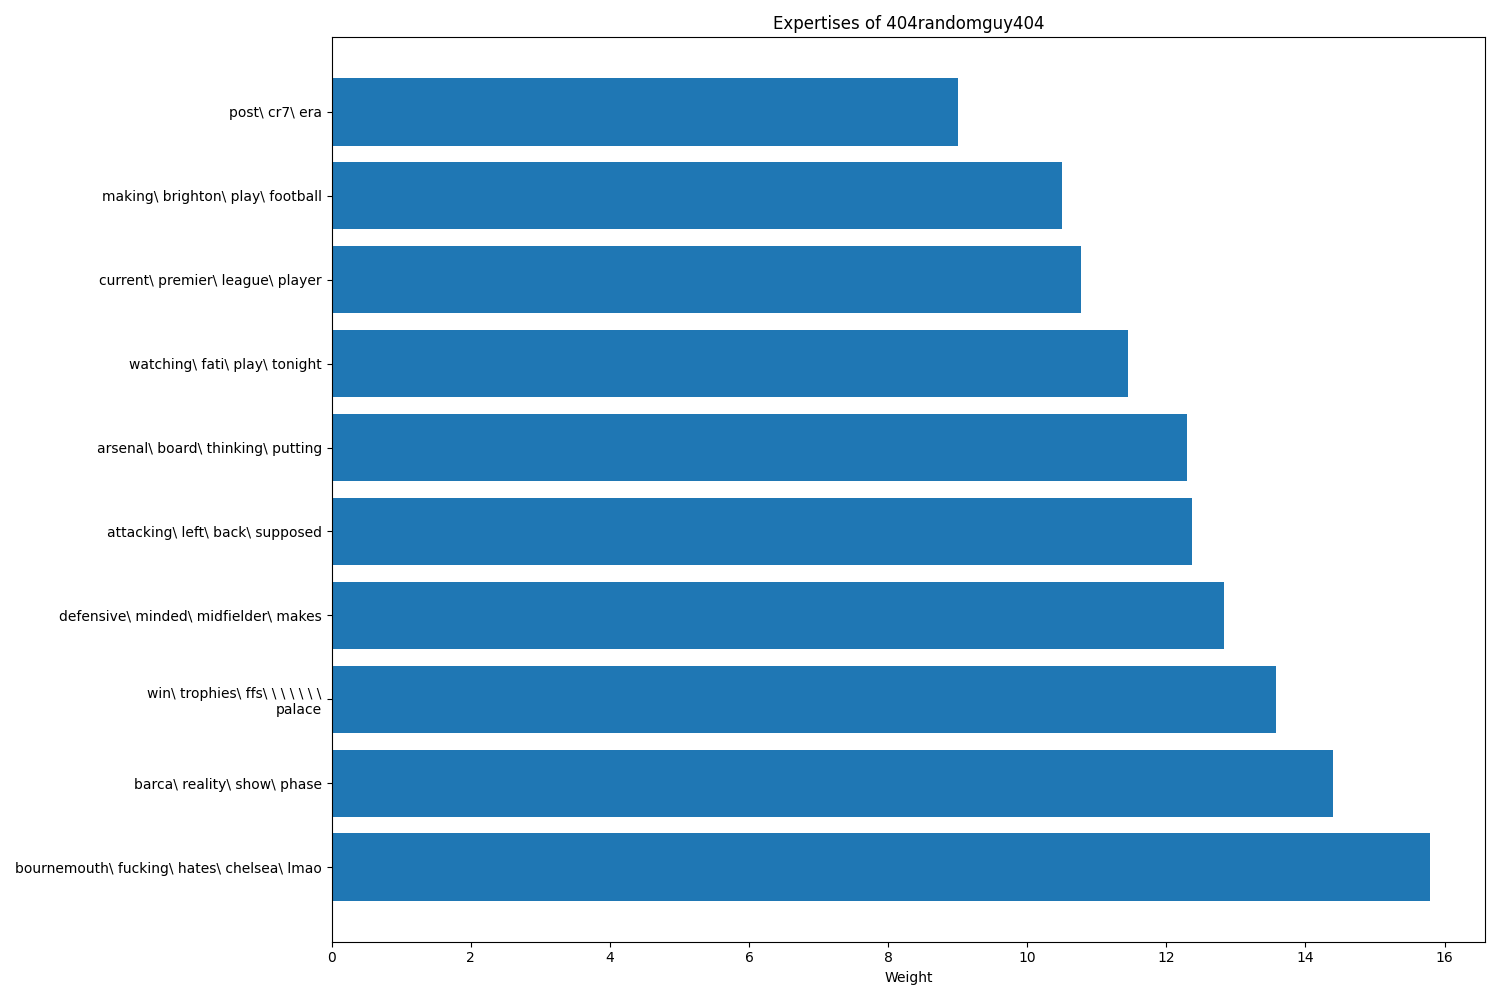 Expertises of 404randomguy404
post\ cr7\ era
making\ brighton\ play\ football
current\ premier\ league\ player
watching\ fati\ play\ tonight
arsenal\ board\ thinking\ putting
attacking\ left\ back\ supposed
defensive\ minded\ midfielder\ makes
win\ trophies\ ffs\ \ \ \ \ \ \
palace
barca\ reality\ show\ phase
bournemouth\ fucking\ hates\ chelsea\ lmao
0 2 4 6 8 10 12 14 16
Weight